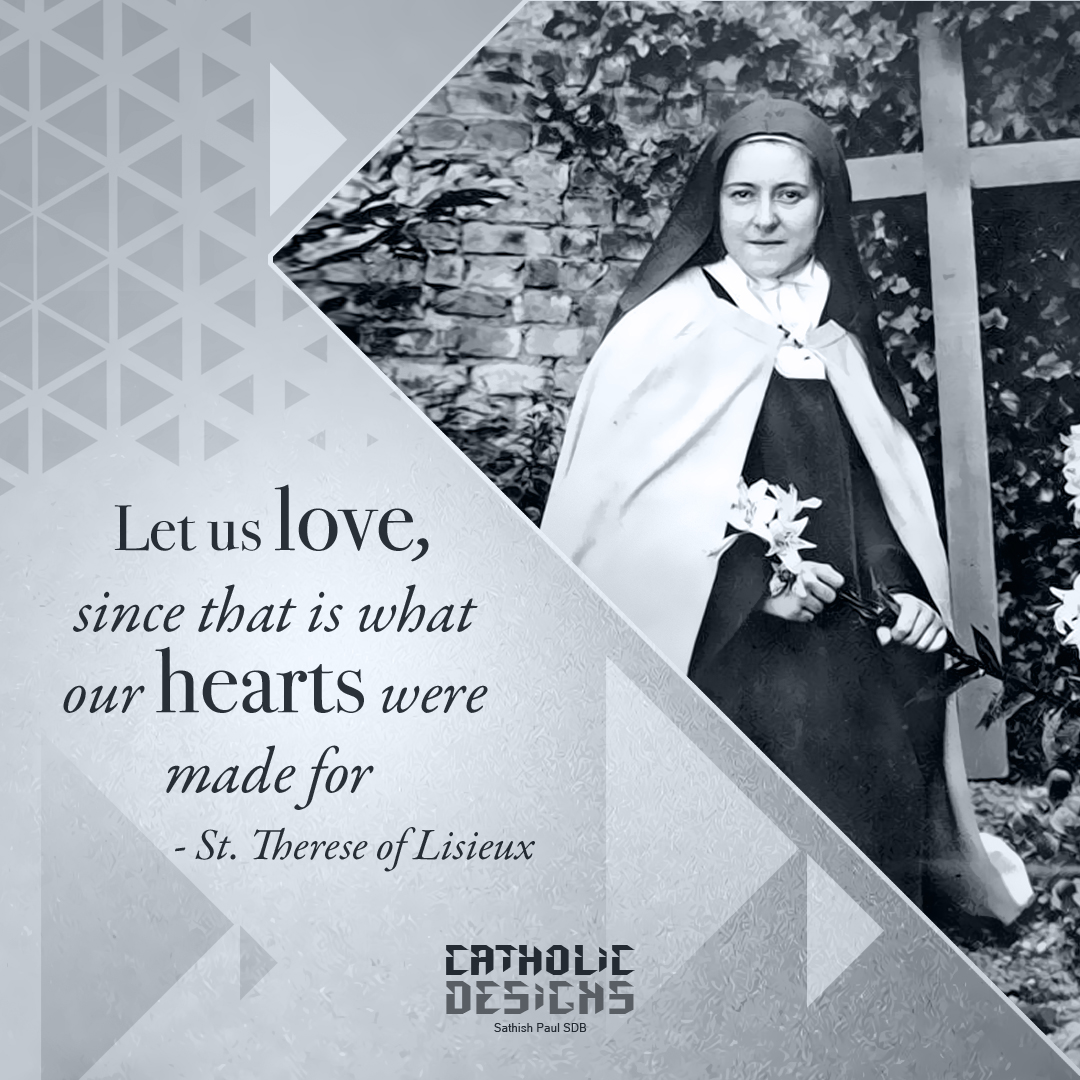 Let us love,
since that is what
our hearts were
made for
- St. Therese of Lisieux
CATHOLIC
DESIGNS
Sathish Paul SDB